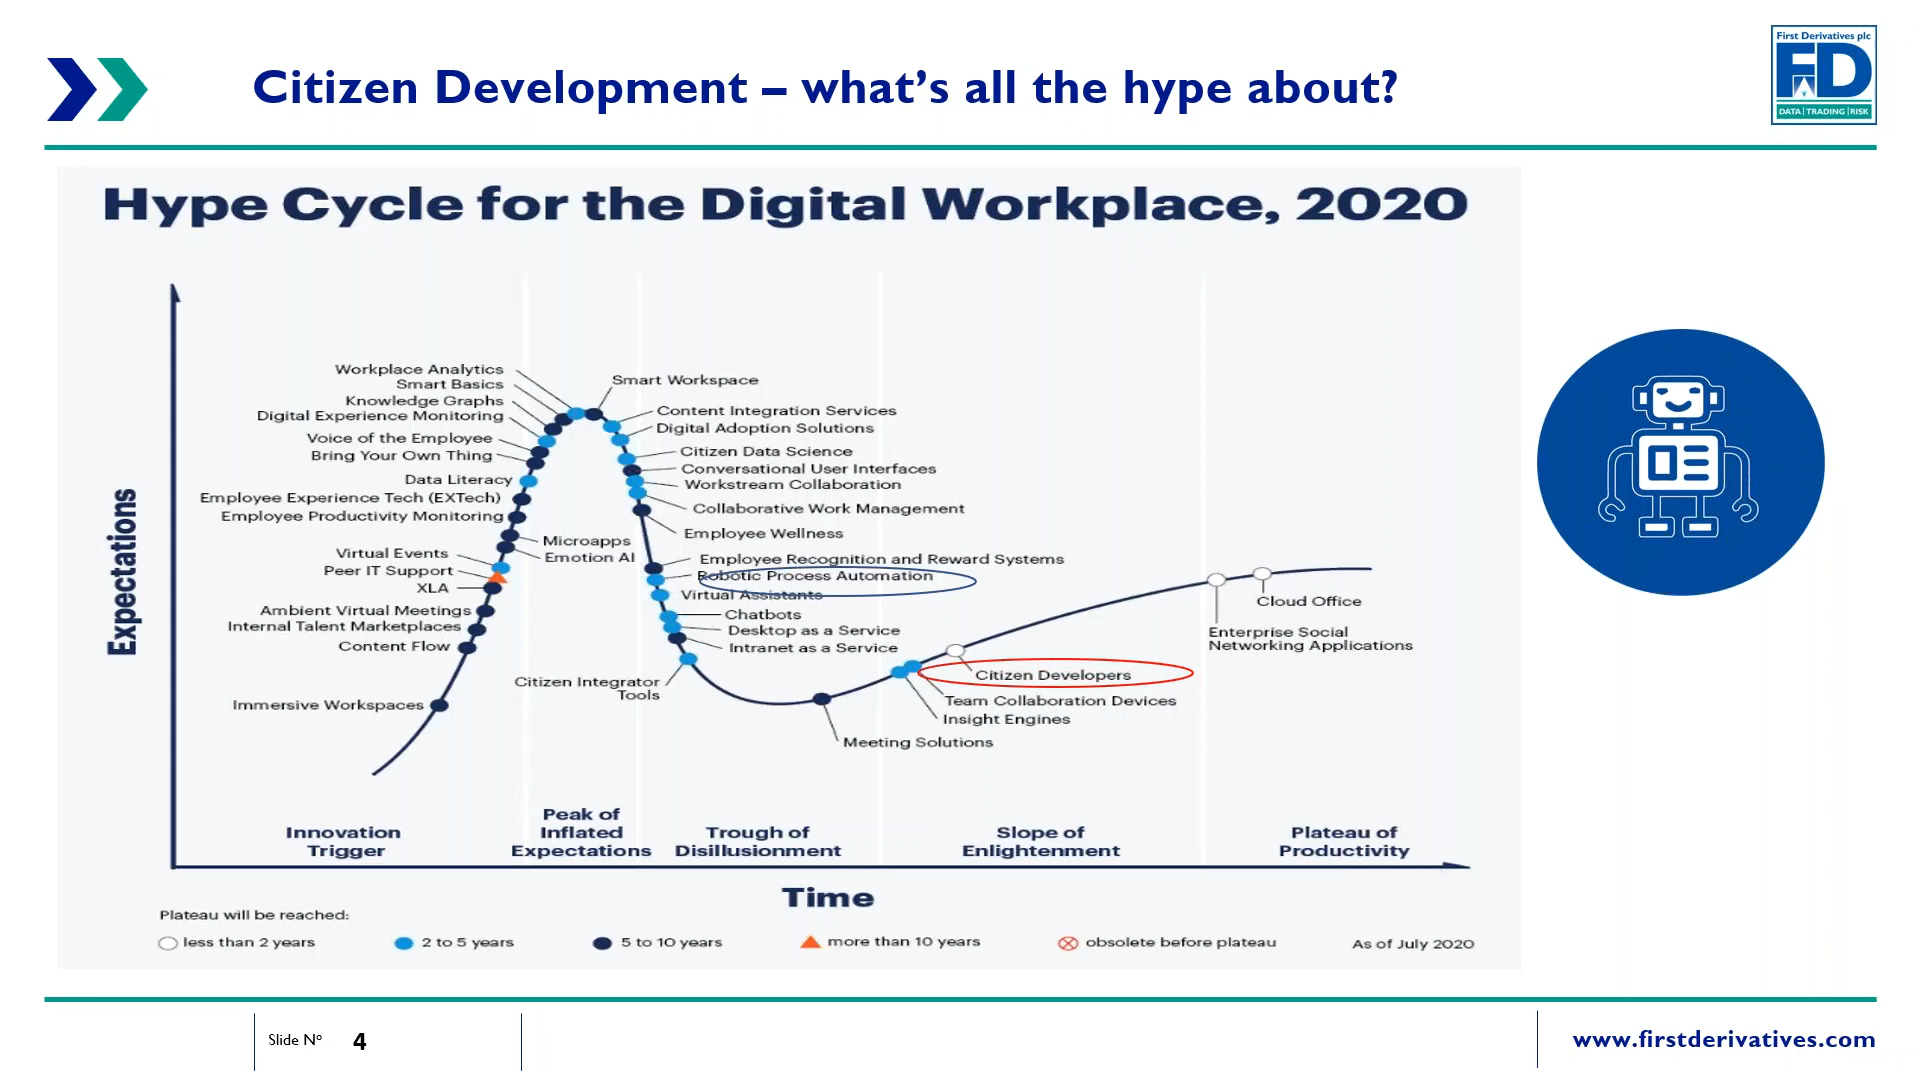 Citizen Development – what's all the hype about?
First Derivatives plc
FD
DATA | TRADING | RISK
Hype Cycle for the Digital Workplace, 2020
Expectations
Workplace Analytics
Smart Basics
Knowledge Graphs
Digital Experience Monitoring
Voice of the Employee
Bring Your Own Thing
Data Literacy
Employee Experience Tech (EXTech)
Employee Productivity Monitoring
Microapps
Emotion AI
Virtual Events
Peer IT Support
XLA
Ambient Virtual Meetings
Internal Talent Marketplaces
Content Flow
Immersive Workspaces
Smart Workspace
Content Integration Services
Digital Adoption Solutions
Citizen Data Science
Conversational User Interfaces
Workstream Collaboration
Collaborative Work Management
Employee Wellness
Employee Recognition and Reward Systems
Robotic Process Automation
Virtual Assistants
Chatbots
Desktop as a Service
Intranet as a Service
Citizen Integrator
Tools
Meeting Solutions
Citizen Developers
Team Collaboration Devices
Insight Engines
Cloud Office
Enterprise Social
Networking Applications
Innovation
Trigger
Peak of
Inflated
Expectations
Trough of
Disillusionment
Slope of
Enlightenment
Plateau of
Productivity
Time
Plateau will be reached:
less than 2 years
2 to 5 years
5 to 10 years
more than 10 years
obsolete before plateau
As of July 2020
Slide Nº 4
www.firstderivatives.com